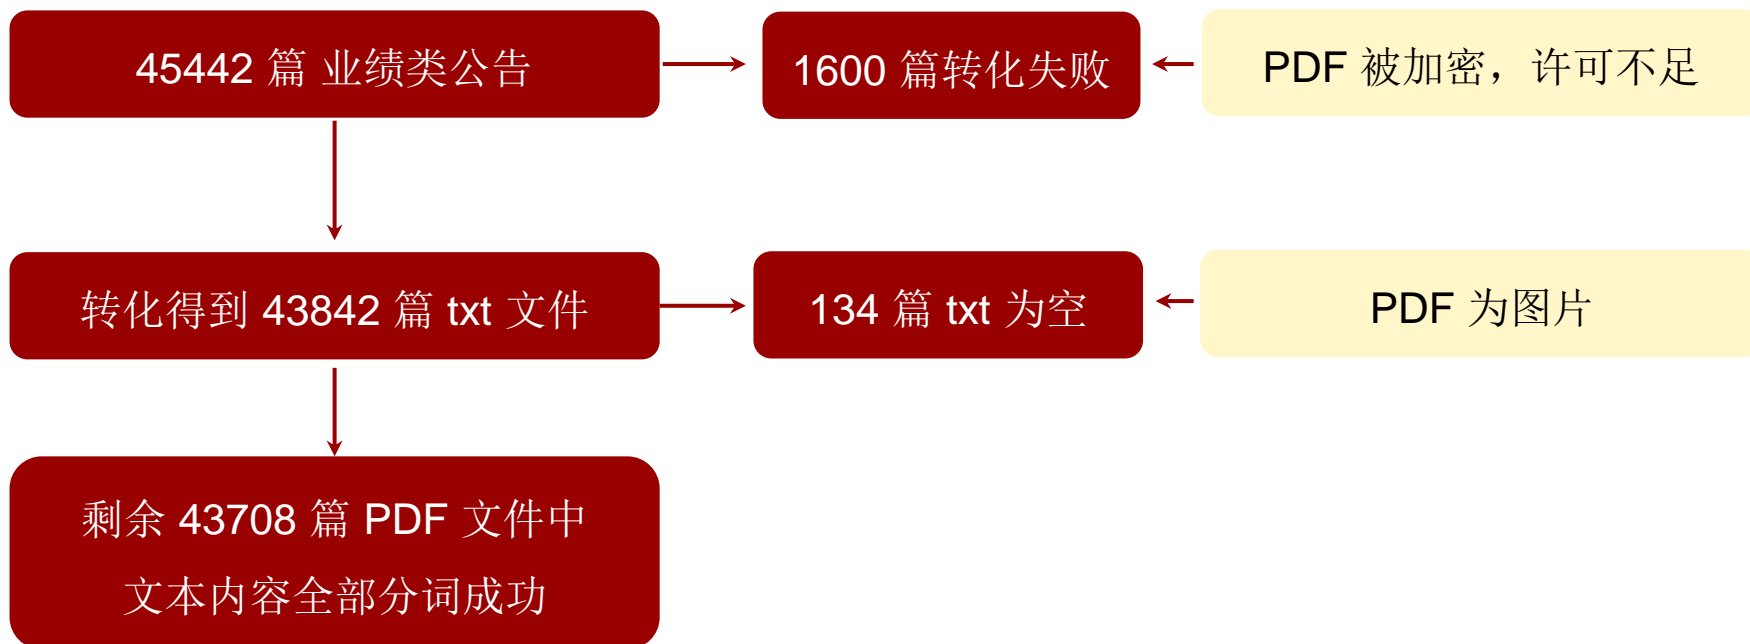 45442 篇 业绩类公告
1600 篇转化失败
PDF 被加密，许可不足
转化得到 43842 篇 txt 文件
134 篇 txt 为空
PDF 为图片
剩余 43708 篇 PDF 文件中
文本内容全部分词成功